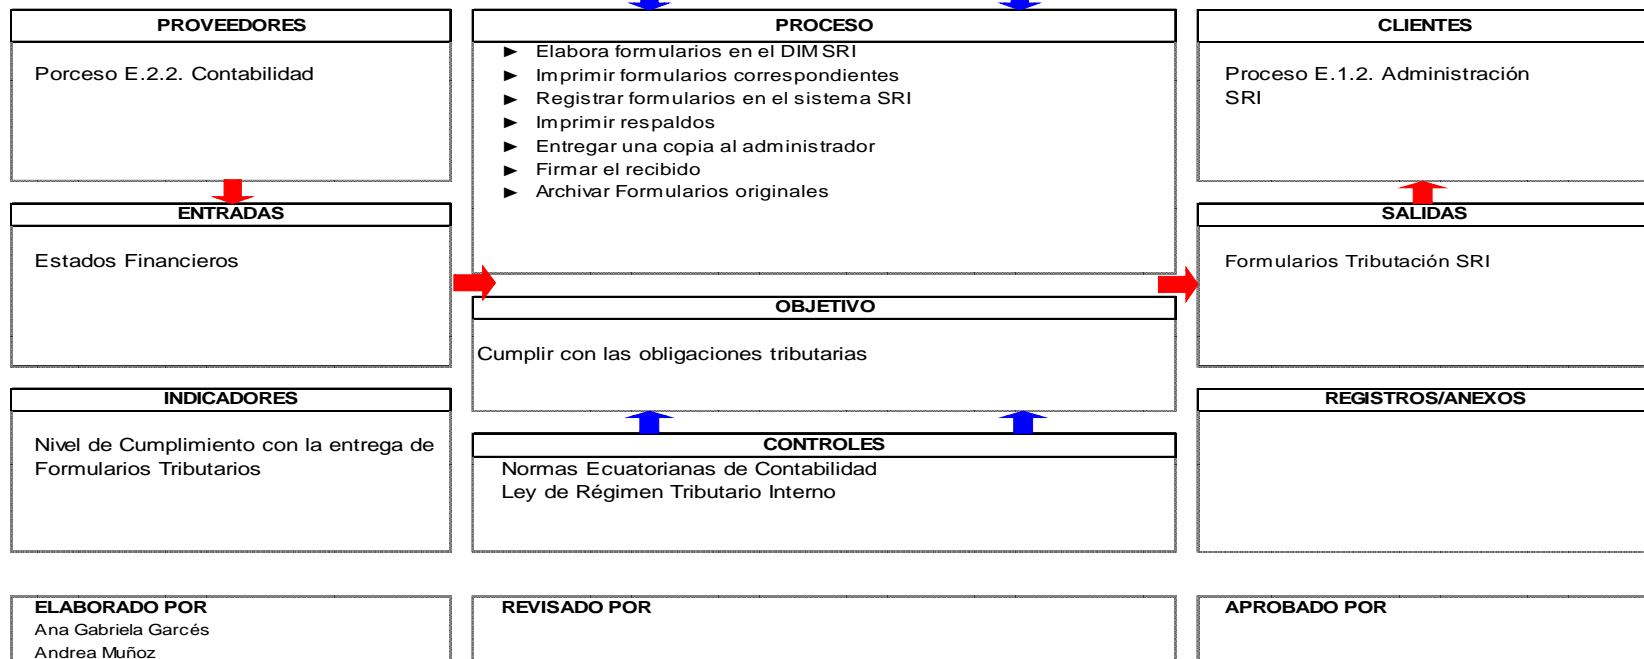 PROVEEDORES
Porceso E.2.2. Contabilidad
PROCESO
► Elabora formularios en el DIM SRI
► Imprimir formularios correspondientes
► Registrar formularios en el sistema SRI
► Imprimir respaldos
► Entregar una copia al administrador
► Firmar el recibido
► Archivar Formularios originales
CLIENTES
Proceso E.1.2. Administración
SRI
ENTRADAS
Estados Financieros
SALIDAS
Formularios Tributación SRI
OBJETIVO
Cumplir con las obligaciones tributarias
INDICADORES
Nivel de Cumplimiento con la entrega de
Formularios Tributarios
CONTROLES
Normas Ecuatorianas de Contabilidad
Ley de Régimen Tributario Interno
REGISTROS/ANEXOS
ELABORADO POR
Ana Gabriela Garcés
Andrea Muñoz
REVISADO POR
APROBADO POR